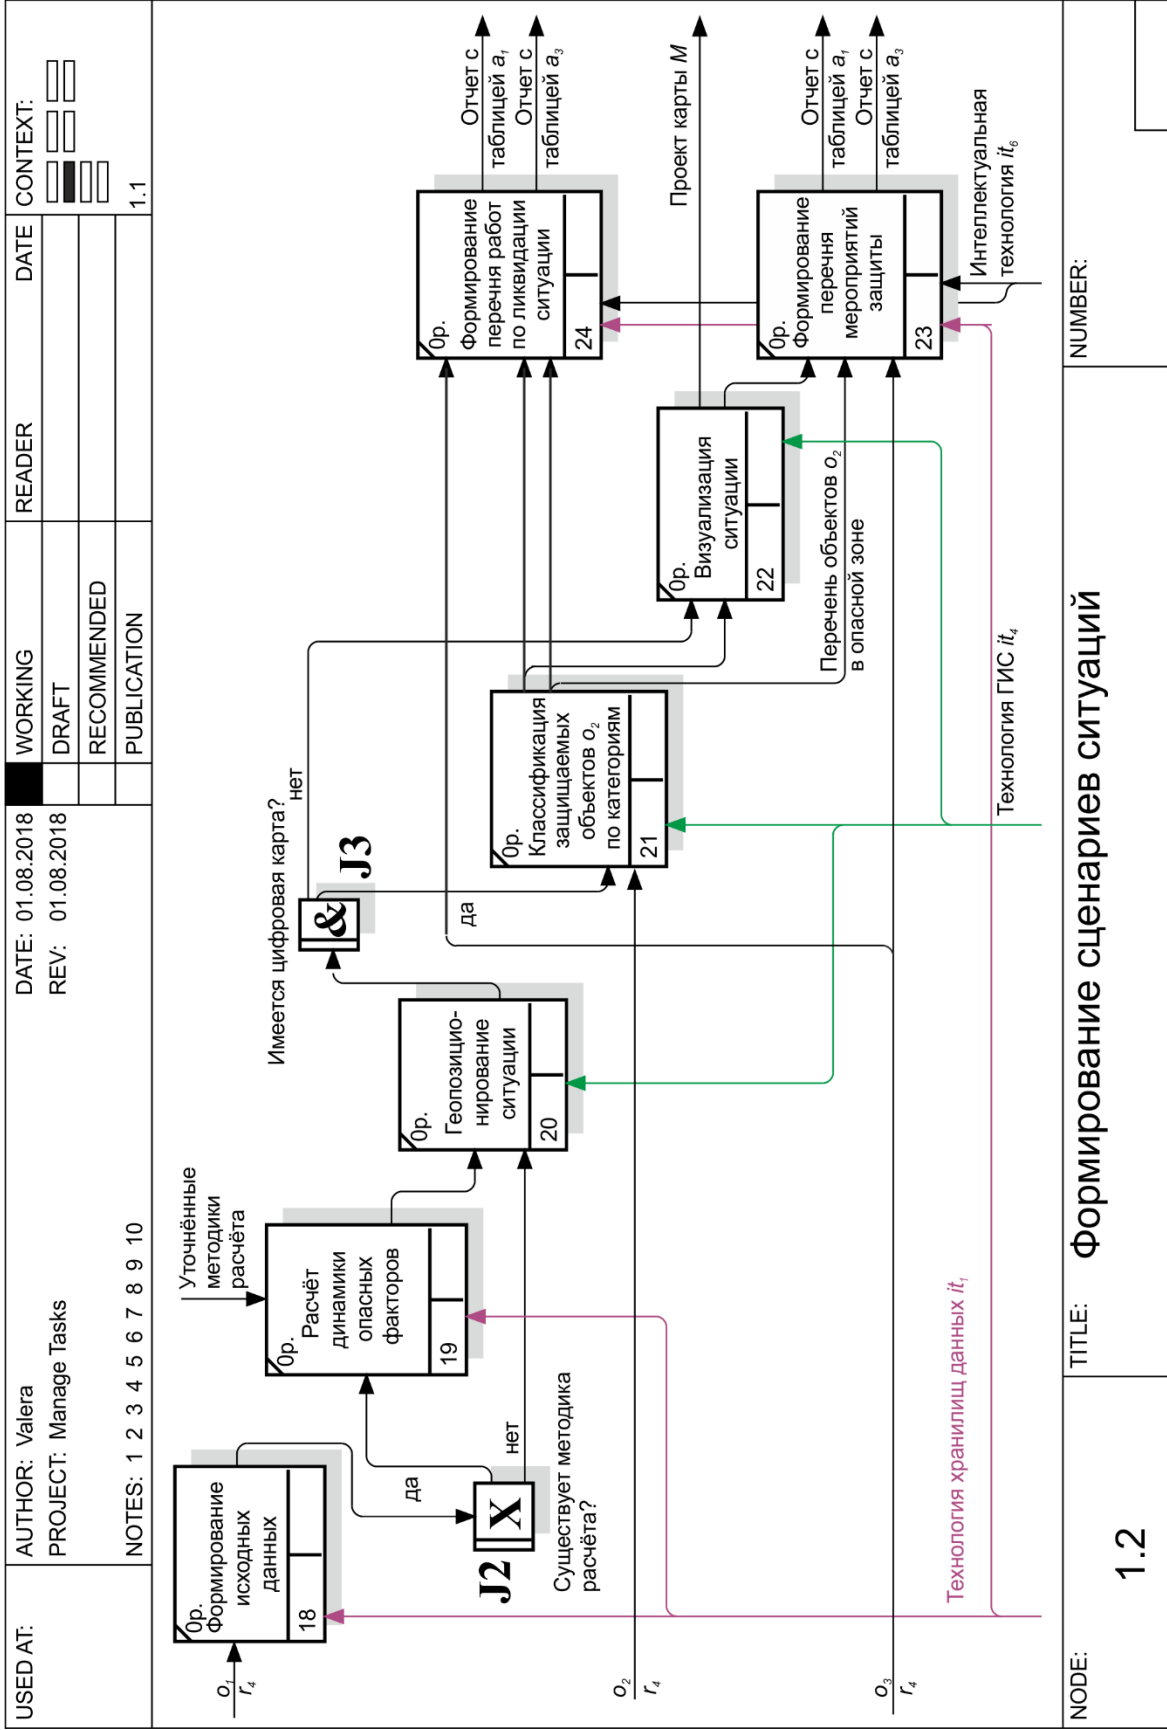 USED AT:
AUTHOR: Valera
PROJECT: Manage Tasks
NOTES: 1 2 3 4 5 6 7 8 9 10
DATE: 01.08.2018
REV: 01.08.2018
WORKING
DRAFT
RECOMMENDED
PUBLICATION
READER
DATE
CONTEXT:
1.1
o₁
r₄
0р.
Формирование
исходных
данных
18
да
J2
X
нет
Существует методика
расчёта?
Уточнённые
методики
расчёта
0р.
Расчёт
динамики
опасных
факторов
19
0р.
Геопозицио-
нирование
ситуации
20
Имеется цифровая карта?
нет
&
J3
да
o₂
r₄
0р.
Классификация
защищаемых
объектов o₂
по категориям
21
0р.
Визуализация
ситуации
22
Перечень объектов o₂
в опасной зоне
0р.
Формирование
перечня работ
по ликвидации
ситуации
24
Отчет с
таблицей a₁
Отчет с
таблицей a₃
Проект карты M
0р.
Формирование
перечня
мероприятий
защиты
23
Отчет с
таблицей a₁
Отчет с
таблицей a₃
o₃
r₄
Технология хранилищ данных it₁
Технология ГИС it₄
Интеллектуальная
технология it₆
NODE:
1.2
TITLE:
Формирование сценариев ситуаций
NUMBER: